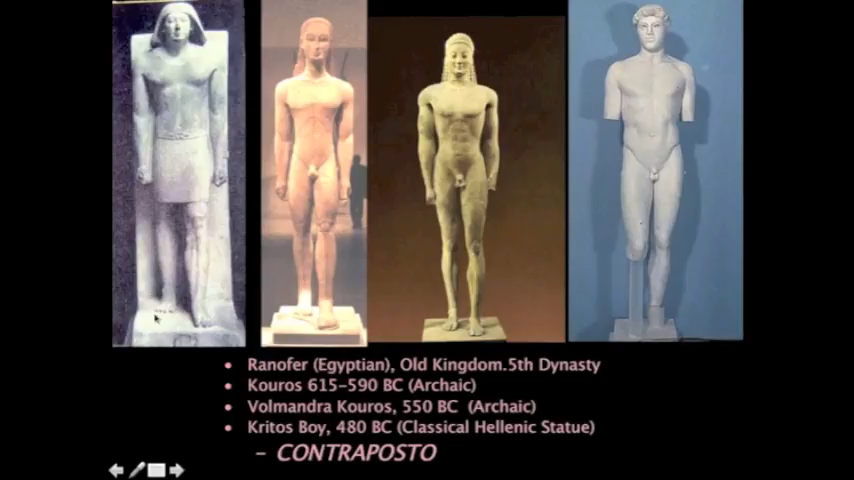 • Ranofer (Egyptian), Old Kingdom.5th Dynasty
• Kouros 615-590 BC (Archaic)
• Volmandra Kouros, 550 BC (Archaic)
• Kritos Boy, 480 BC (Classical Hellenic Statue)
– CONTRAPOSTO